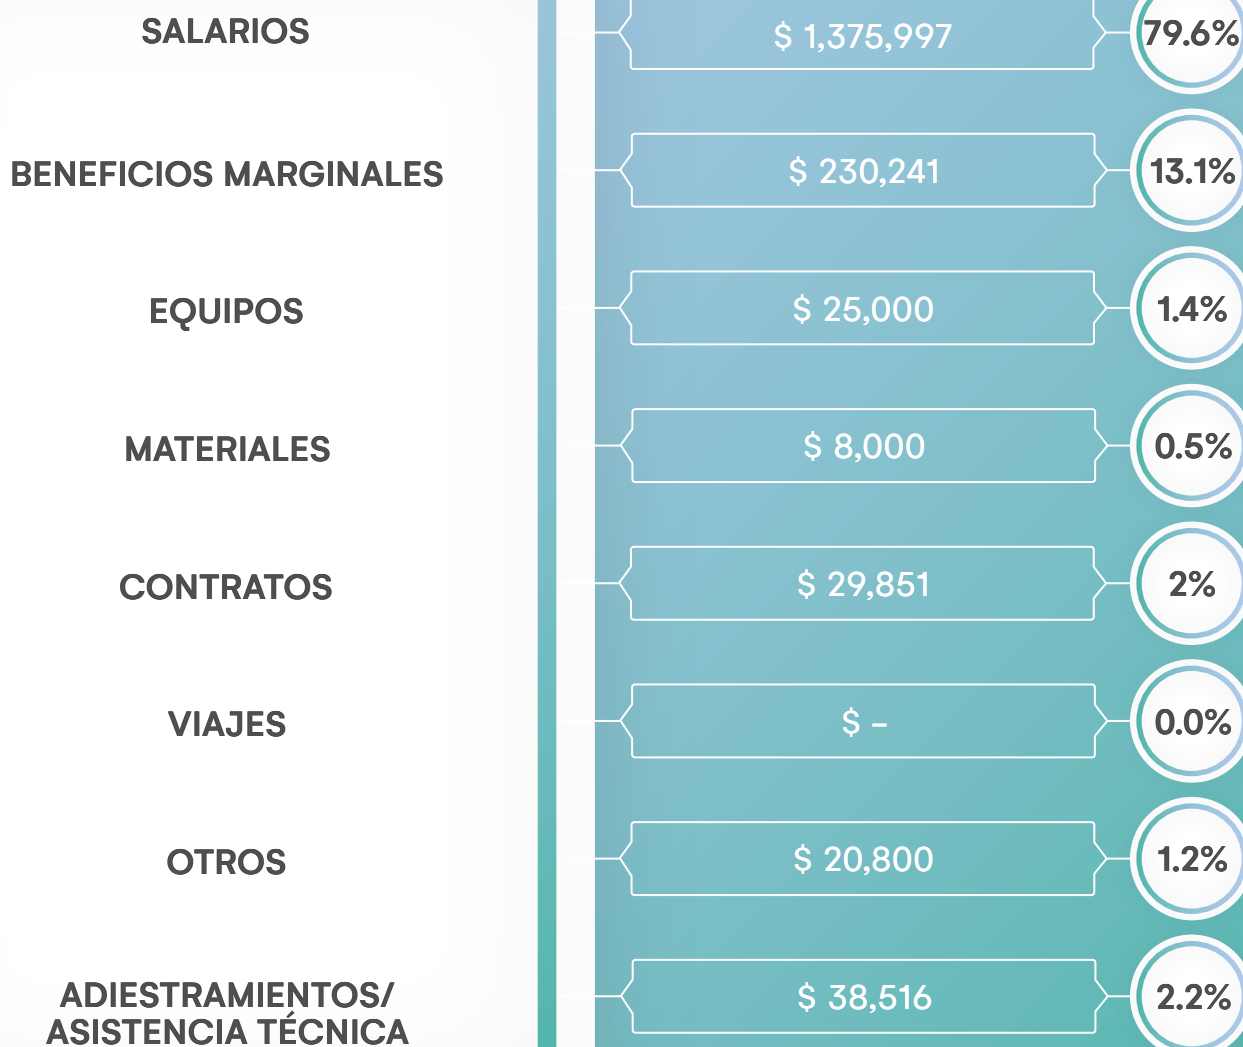 SALARIOS
$ 1,375,997
79.6%
BENEFICIOS MARGINALES
$ 230,241
13.1%
EQUIPOS
$ 25,000
1.4%
MATERIALES
$ 8,000
0.5%
CONTRATOS
$ 29,851
2%
VIAJES
$ –
0.0%
OTROS
$ 20,800
1.2%
ADIESTRAMIENTOS/
ASISTENCIA TÉCNICA
$ 38,516
2.2%